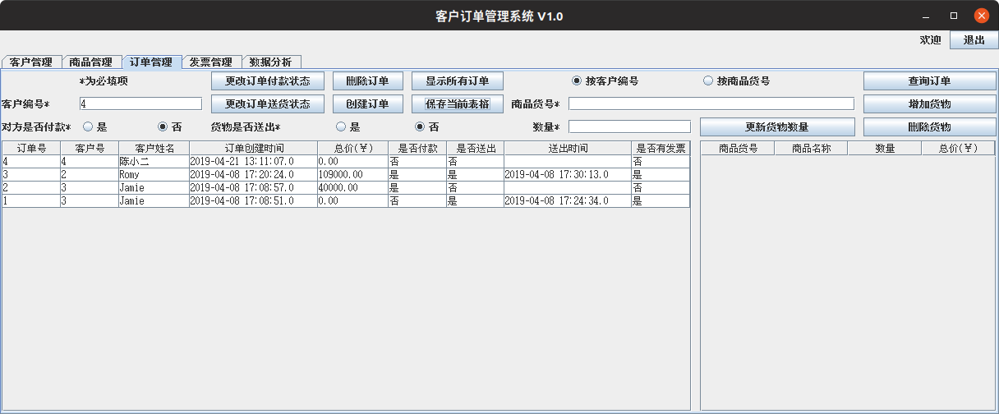 客户订单管理系统 V1.0
欢迎 退出
客户管理 商品管理 订单管理 发票管理 数据分析
*为必填项 更改订单付款状态 删除订单 显示所有订单 按客户编号 按商品货号 查询订单
客户编号* 4 更改订单送货状态 创建订单 保存当前表格 商品货号* 增加货物
对方是否付款* 是 否 货物是否送出* 是 否 数量* 更新货物数量 删除货物
订单号 客户号 客户姓名 订单创建时间 总价(¥) 是否付款 是否送出 送出时间 是否有发票 商品货号 商品名称 数量 总价(¥)
4 4 陈小二 2019-04-21 13:11:07.0 0.00 否 否 否
3 2 Romy 2019-04-08 17:20:24.0 109000.00 是 是 2019-04-08 17:30:13.0 是
2 3 Jamie 2019-04-08 17:08:57.0 40000.00 是 否 否
1 3 Jamie 2019-04-08 17:08:51.0 0.00 否 是 2019-04-08 17:24:34.0 是